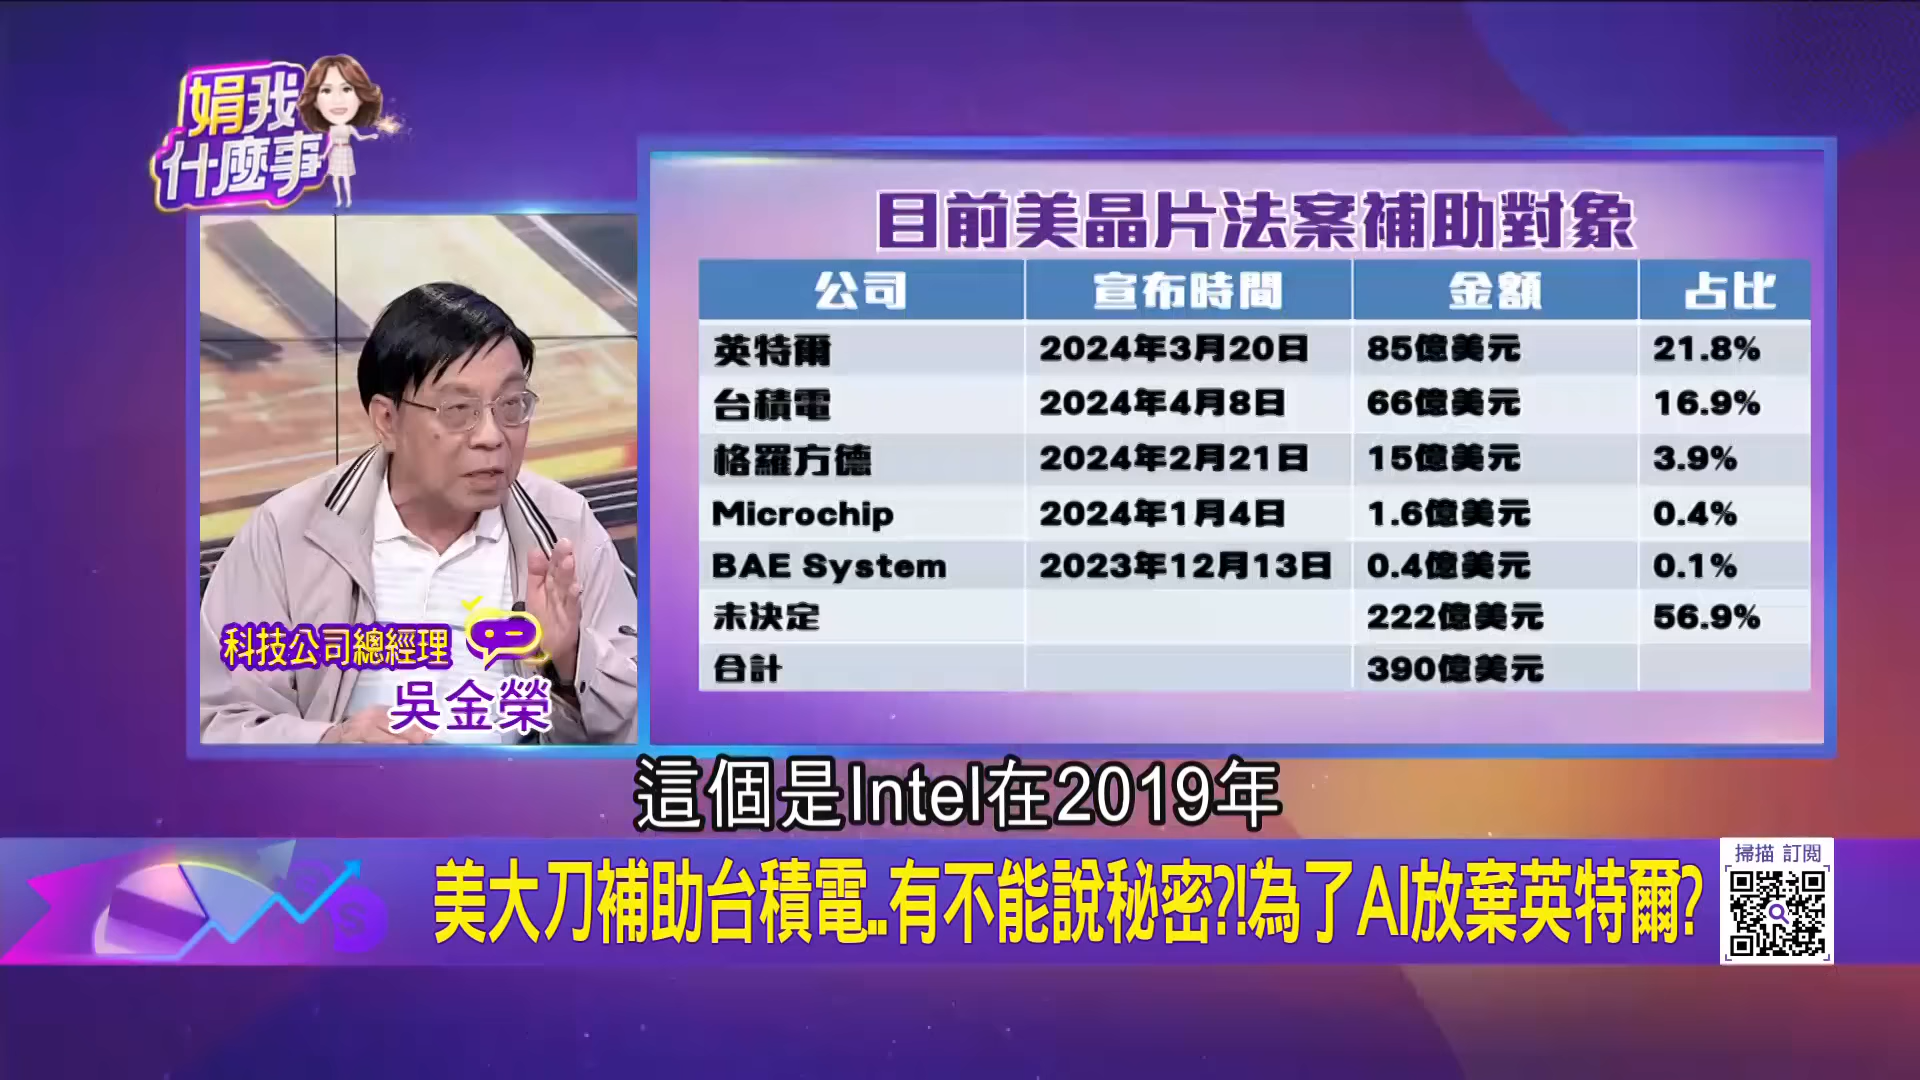 娟我
什麼事
目前美晶片法案補助對象
公司 宣布時間 金額 占比
英特爾 2024年3月20日 85億美元 21.8%
台積電 2024年4月8日 66億美元 16.9%
格羅方德 2024年2月21日 15億美元 3.9%
Microchip 2024年1月4日 1.6億美元 0.4%
BAE System 2023年12月13日 0.4億美元 0.1%
未決定 222億美元 56.9%
合計 390億美元
科技公司總經理
吳金榮
這個是Intel在2019年
美大刀補助台積電..有不能說秘密?!為了AI放棄英特爾?
掃描 訂閱